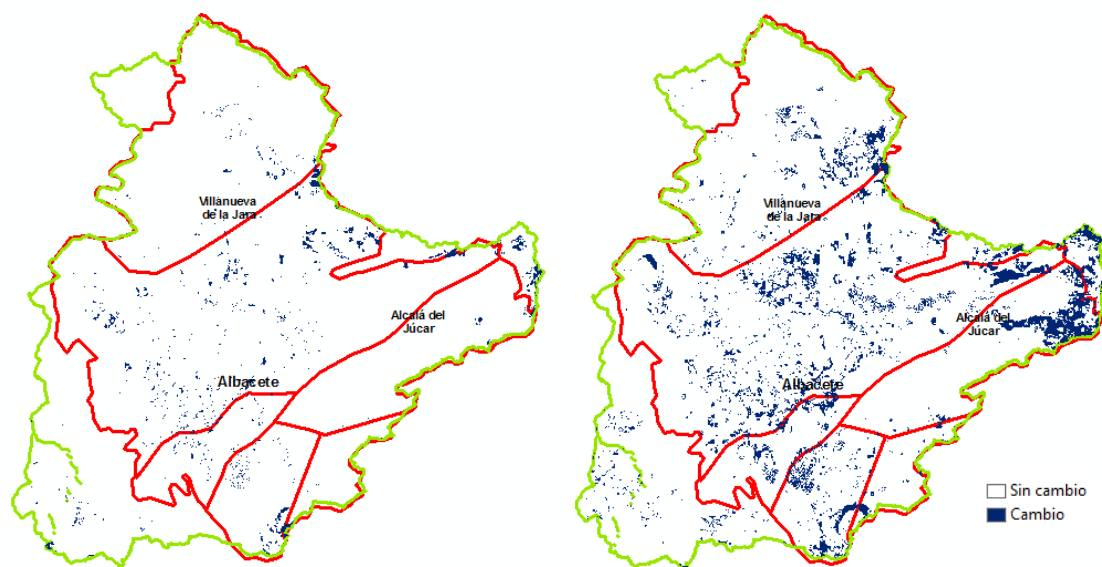 Villanueva
de la Jara
Alcalá del
Júcar
Albacete
Villanueva
de la Jara
Alcalá del
Júcar
Albacete
Sin cambio
Cambio